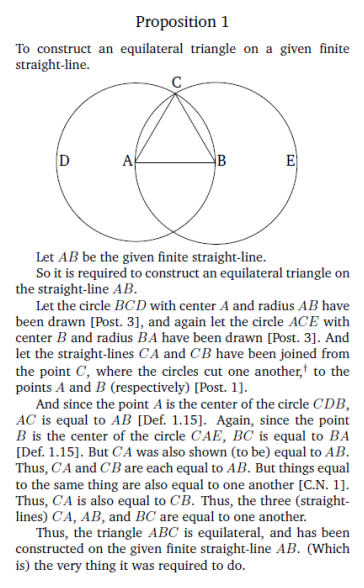 Proposition 1
To construct an equilateral triangle on a given finite
straight-line.
C
D A B E
Let AB be the given finite straight-line.
So it is required to construct an equilateral triangle on
the straight-line AB.
Let the circle BCD with center A and radius AB have
been drawn [Post. 3], and again let the circle ACE with
center B and radius BA have been drawn [Post. 3]. And
let the straight-lines CA and CB have been joined from
the point C, where the circles cut one another,† to the
points A and B (respectively) [Post. 1].
And since the point A is the center of the circle CDB,
AC is equal to AB [Def. 1.15]. Again, since the point
B is the center of the circle CAE, BC is equal to BA
[Def. 1.15]. But CA was also shown (to be) equal to AB.
Thus, CA and CB are each equal to AB. But things equal
to the same thing are also equal to one another [C.N. 1].
Thus, CA is also equal to CB. Thus, the three (straight-
lines) CA, AB, and BC are equal to one another.
Thus, the triangle ABC is equilateral, and has been
constructed on the given finite straight-line AB. (Which
is) the very thing it was required to do.